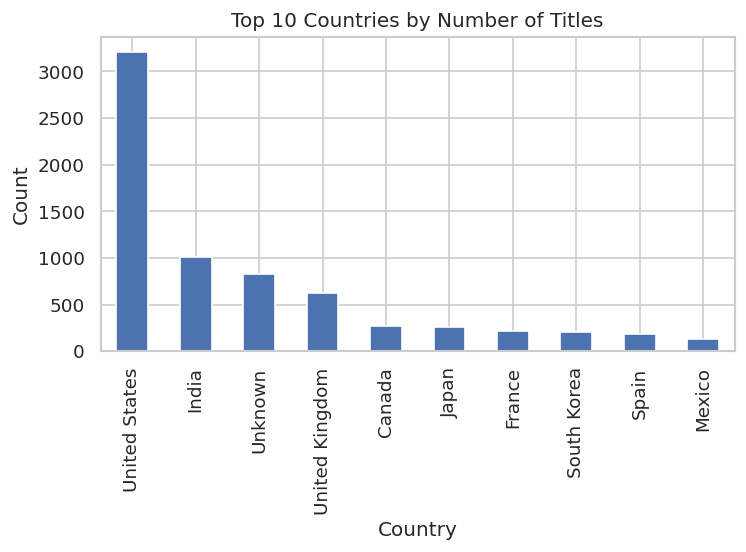 Top 10 Countries by Number of Titles
Count
3000
2500
2000
1500
1000
500
0
United States
India
Unknown
United Kingdom
Canada
Japan
France
South Korea
Spain
Mexico
Country